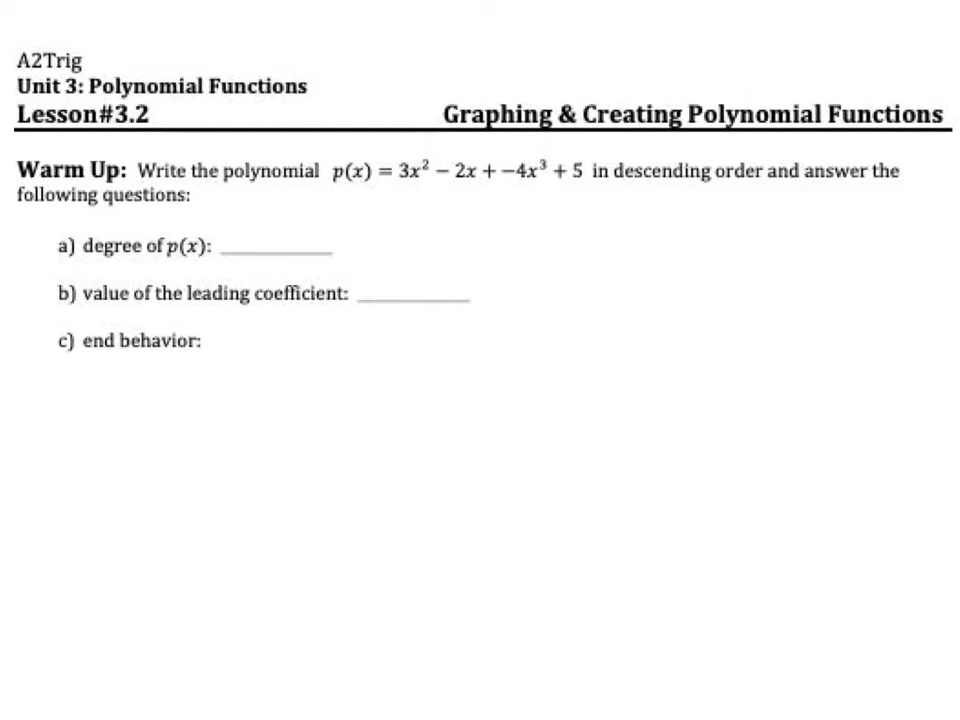 A2Trig
Unit 3: Polynomial Functions
Lesson#3.2 Graphing & Creating Polynomial Functions
Warm Up: Write the polynomial p(x) = 3x² − 2x + −4x³ + 5 in descending order and answer the
following questions:
a) degree of p(x): __________
b) value of the leading coefficient: __________
c) end behavior: